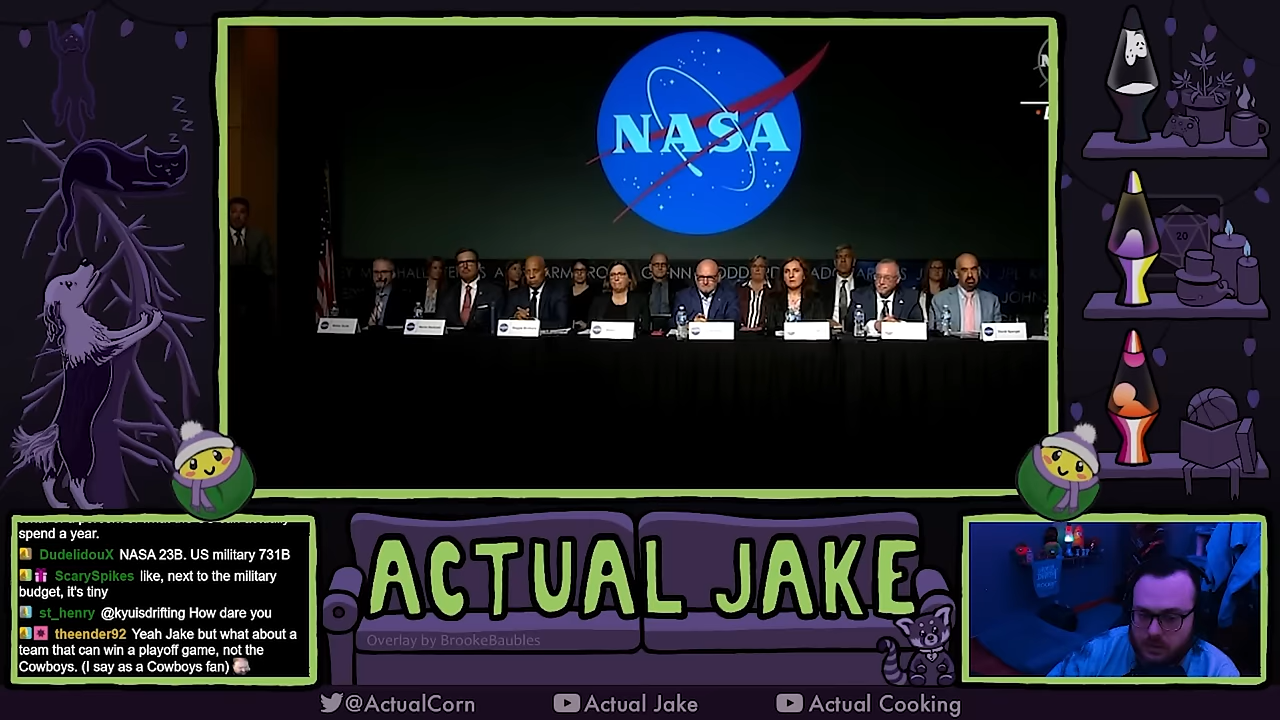 NASA
JOHN
20
spend a year.
DudelidouX NASA 23B. US military 731B
ScarySpikes like, next to the military
budget, it's tiny
st_henry @kyuisdrifting How dare you
theender92 Yeah Jake but what about a
team that can win a playoff game, not the
Cowboys. (I say as a Cowboys fan)
ACTUAL JAKE
Overlay by BrookeBaubles
@ActualCorn Actual Jake Actual Cooking